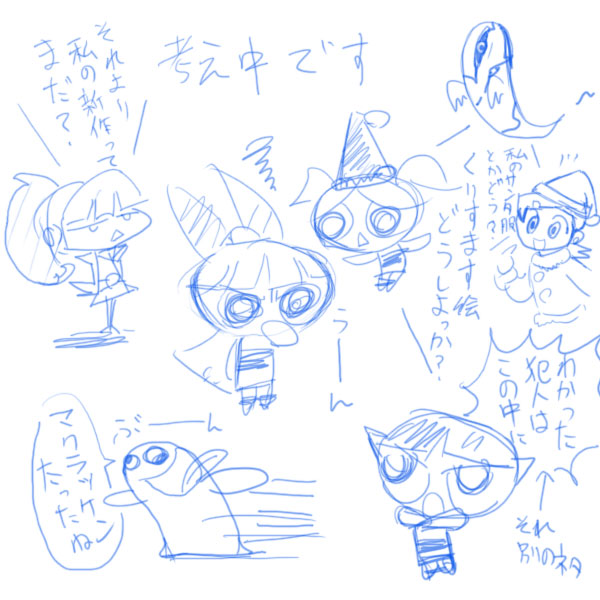 考え中です
それより
私の新作って
まだ？
私のサンタ服
とかどう？
くりすます絵
どうしよっか？
うーん
わかった
犯人は
この中に
それ
別のネタ
ぶーん
マクラッケン
だったかね